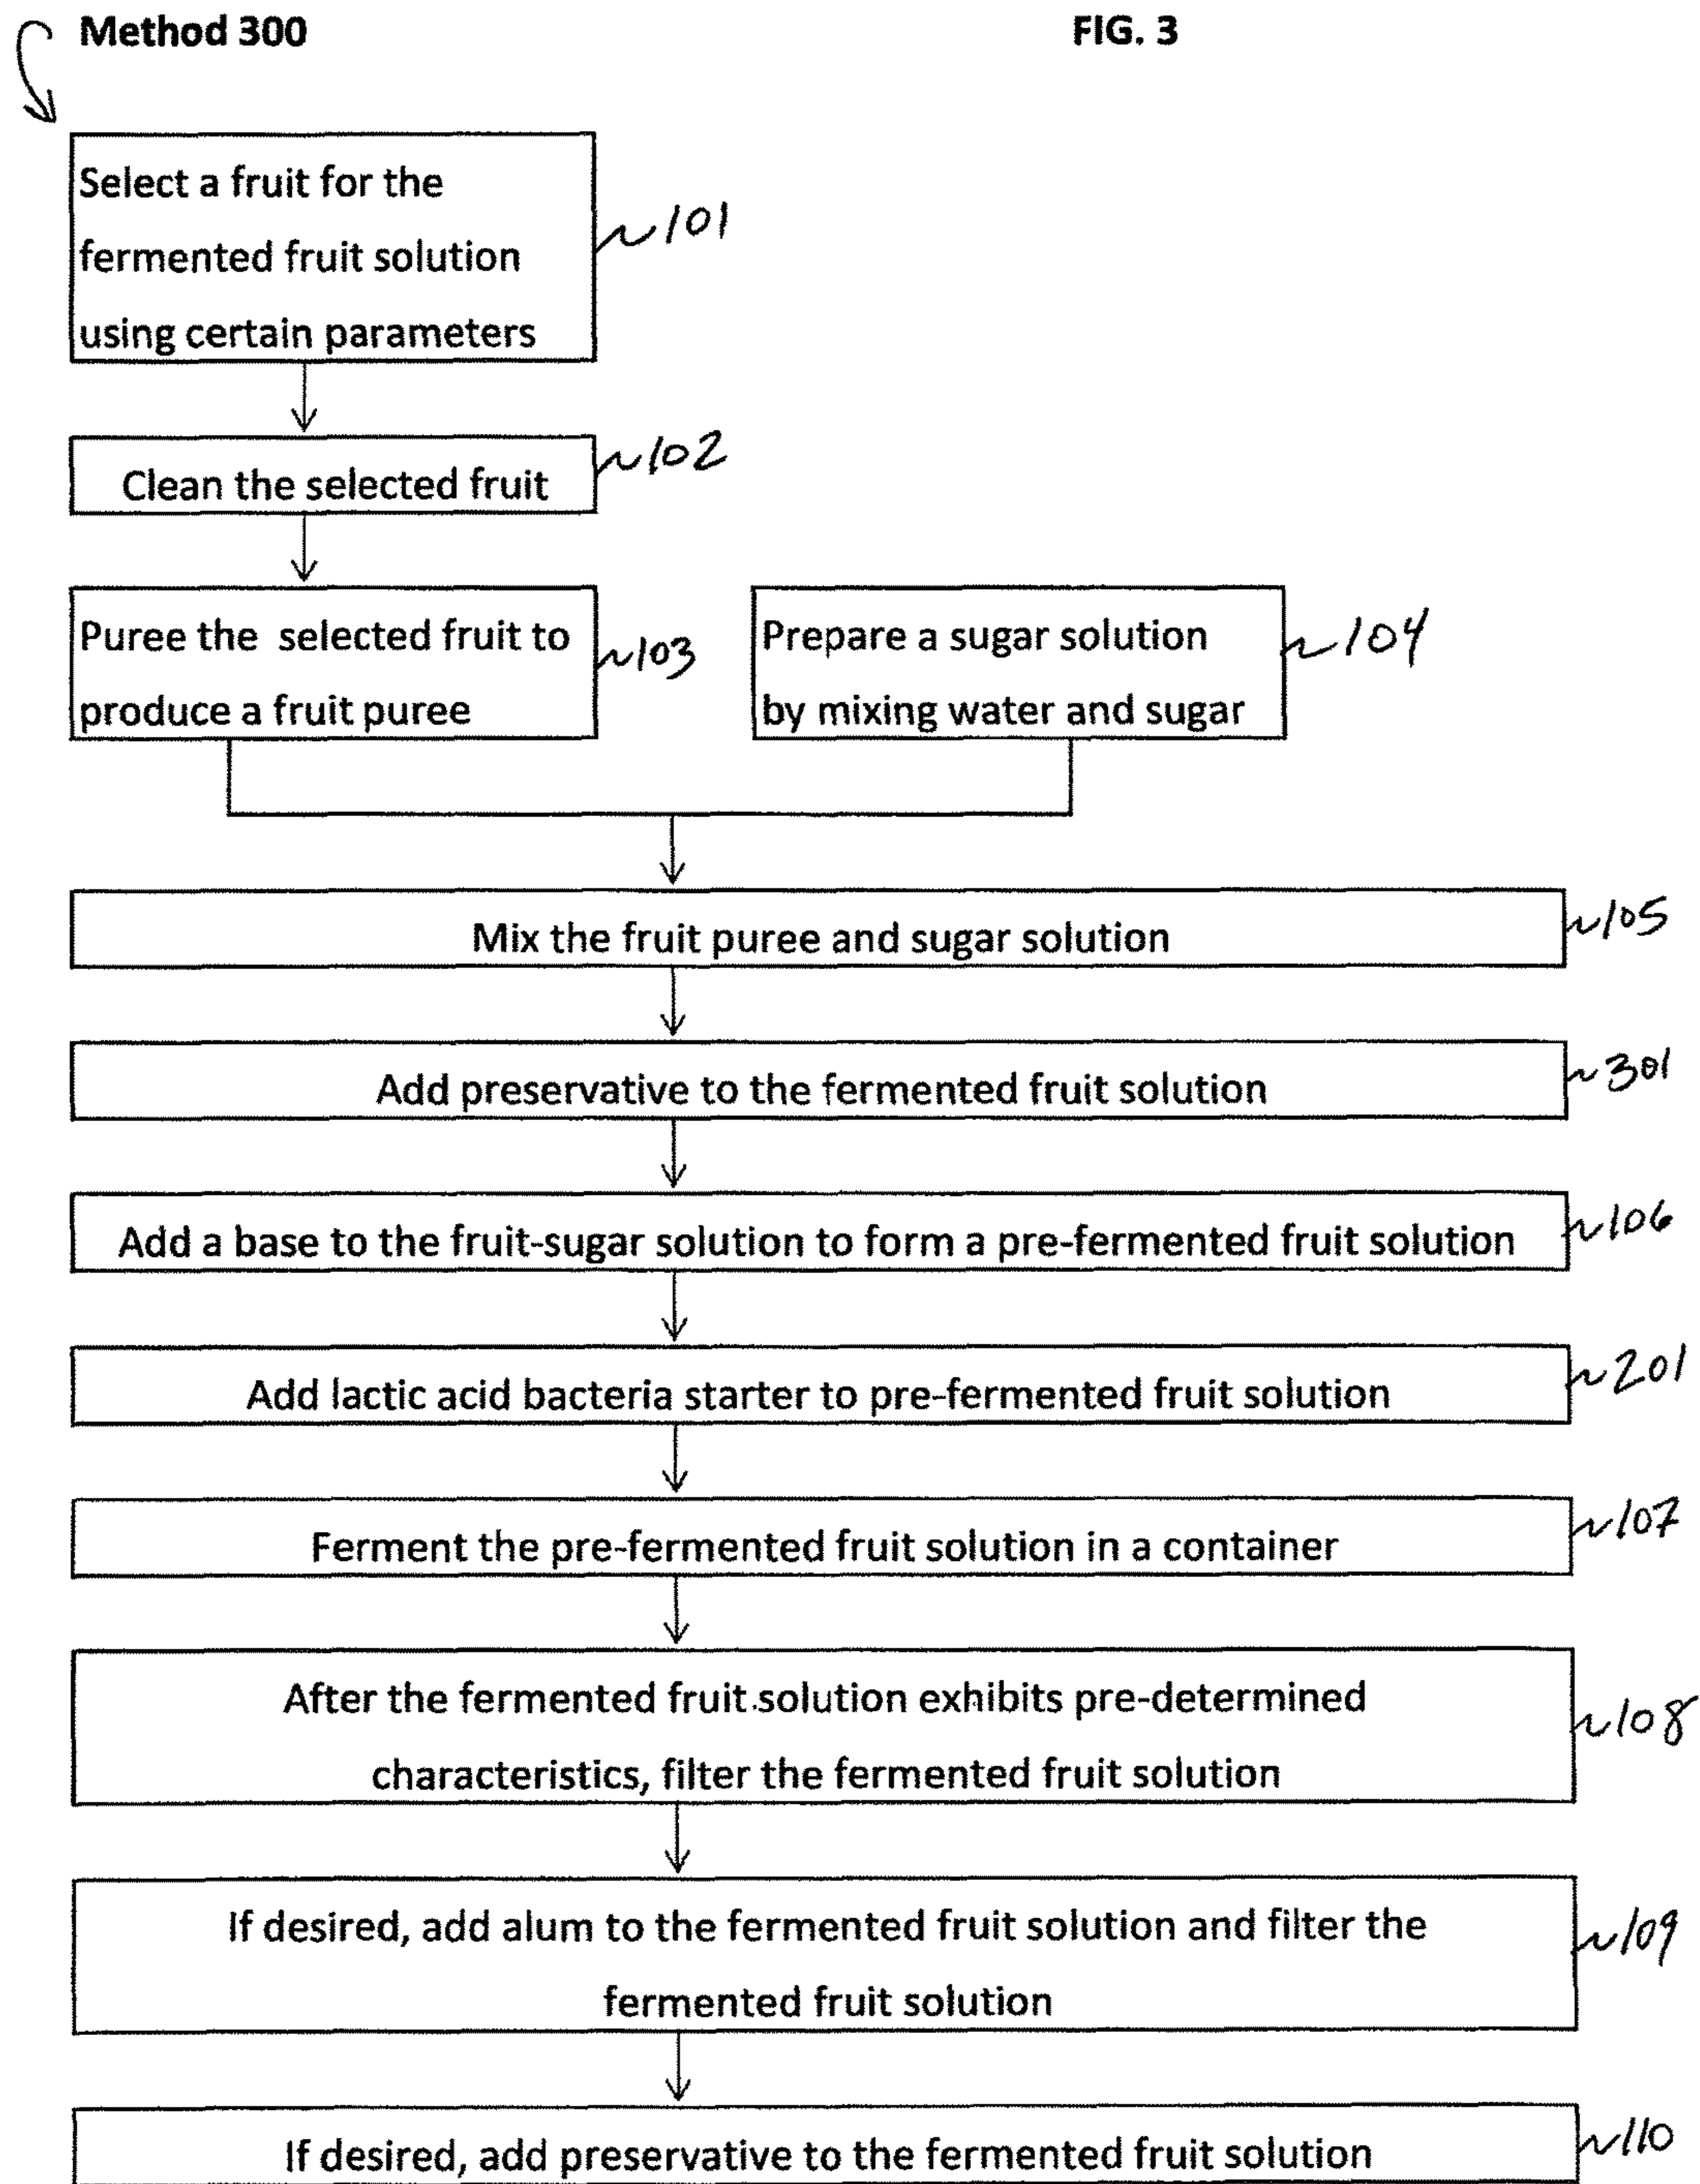 Method 300
FIG. 3
Select a fruit for the
fermented fruit solution
using certain parameters
101
Clean the selected fruit
102
Puree the selected fruit to
produce a fruit puree
103
Prepare a sugar solution
by mixing water and sugar
104
Mix the fruit puree and sugar solution
105
Add preservative to the fermented fruit solution
301
Add a base to the fruit-sugar solution to form a pre-fermented fruit solution
106
Add lactic acid bacteria starter to pre-fermented fruit solution
201
Ferment the pre-fermented fruit solution in a container
107
After the fermented fruit solution exhibits pre-determined
characteristics, filter the fermented fruit solution
108
If desired, add alum to the fermented fruit solution and filter the
fermented fruit solution
109
If desired, add preservative to the fermented fruit solution
110